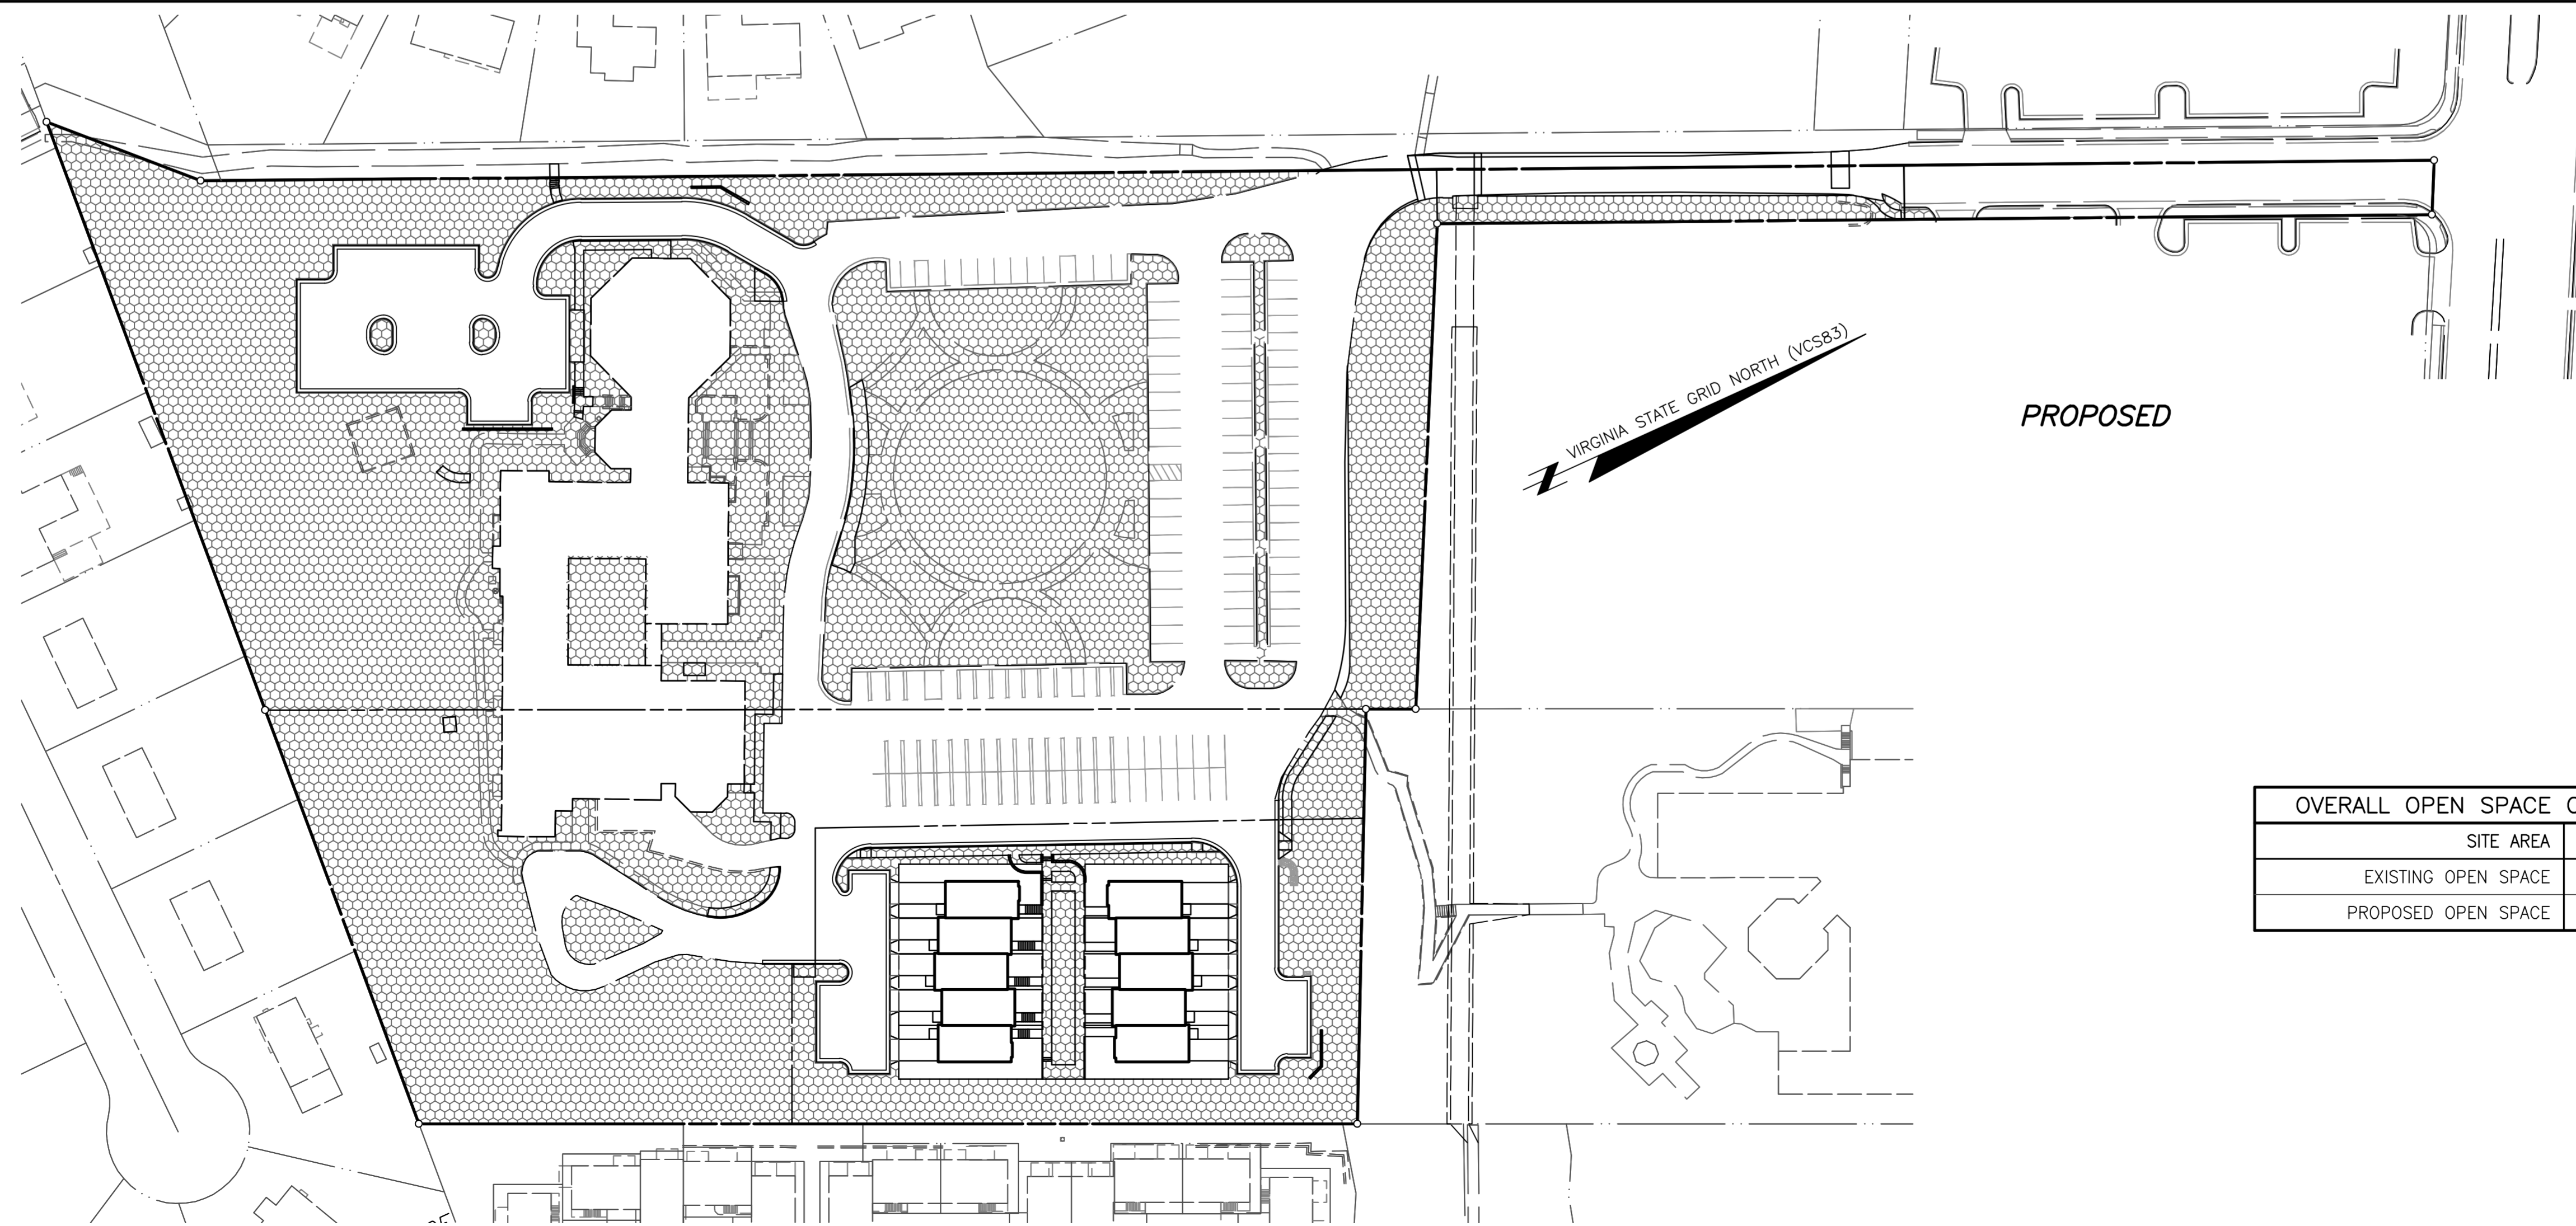 VIRGINIA STATE GRID NORTH (VCS83)
PROPOSED
OVERALL OPEN SPACE
SITE AREA
EXISTING OPEN SPACE
PROPOSED OPEN SPACE